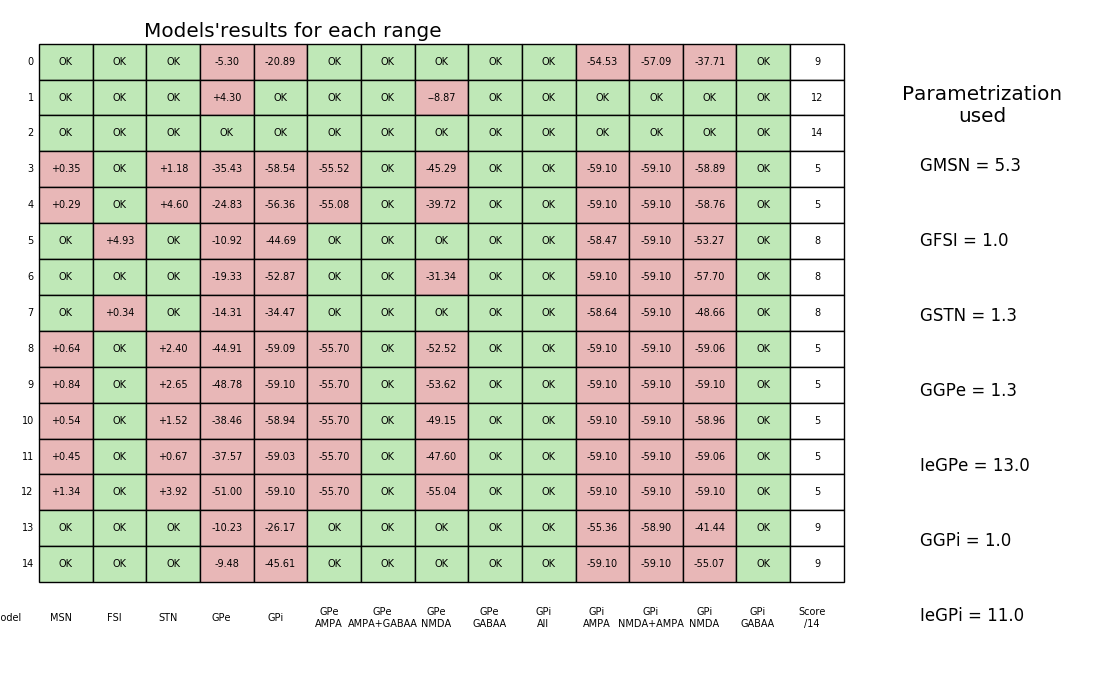 Models'results for each range
0 OK OK OK -5.30 -20.89 OK OK OK OK OK -54.53 -57.09 -37.71 OK 9
1 OK OK OK +4.30 OK OK OK --8.87 OK OK OK OK OK OK 12
2 OK OK OK OK OK OK OK OK OK OK OK OK OK OK 14
3 +0.35 OK +1.18 -35.43 -58.54 -55.52 OK -45.29 OK OK -59.10 -59.10 -58.89 OK 5
4 +0.29 OK +4.60 -24.83 -56.36 -55.08 OK -39.72 OK OK -59.10 -59.10 -58.76 OK 5
5 OK +4.93 OK -10.92 -44.69 OK OK OK OK OK -58.47 -59.10 -53.27 OK 8
6 OK OK OK -19.33 -52.87 OK OK -31.34 OK OK -59.10 -59.10 -57.70 OK 8
7 OK +0.34 OK -14.31 -34.47 OK OK OK OK OK -58.64 -59.10 -48.66 OK 8
8 +0.64 OK +2.40 -44.91 -59.09 -55.70 OK -52.52 OK OK -59.10 -59.10 -59.06 OK 5
9 +0.84 OK +2.65 -48.78 -59.10 -55.70 OK -53.62 OK OK -59.10 -59.10 -59.10 OK 5
10 +0.54 OK +1.52 -38.46 -58.94 -55.70 OK -49.15 OK OK -59.10 -59.10 -58.96 OK 5
11 +0.45 OK +0.67 -37.57 -59.03 -55.70 OK -47.60 OK OK -59.10 -59.10 -59.06 OK 5
12 +1.34 OK +3.92 -51.00 -59.10 -55.70 OK -55.04 OK OK -59.10 -59.10 -59.10 OK 5
13 OK OK OK -10.23 -26.17 OK OK OK OK OK -55.36 -58.90 -41.44 OK 9
14 OK OK OK -9.48 -45.61 OK OK OK OK OK -59.10 -59.10 -55.07 OK 9
odel MSN FSI STN GPe GPi GPe AMPA GPe AMPA+GABAA GPe NMDA GPe GABAA GPi All GPi AMPA GPi NMDA+AMPA GPi NMDA GPi GABAA Score /14
Parametrization
used
GMSN = 5.3
GFSI = 1.0
GSTN = 1.3
GGPe = 1.3
IeGPe = 13.0
GGPi = 1.0
IeGPi = 11.0